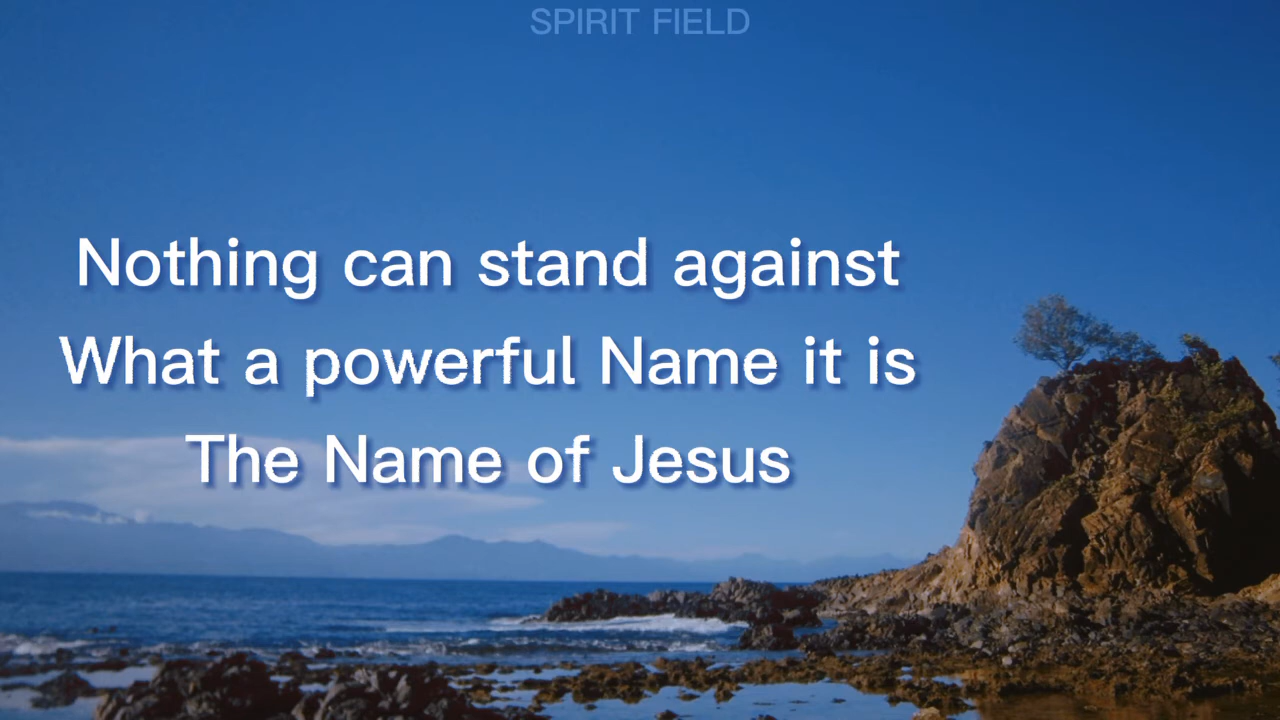 SPIRIT FIELD
Nothing can stand against
What a powerful Name it is
The Name of Jesus